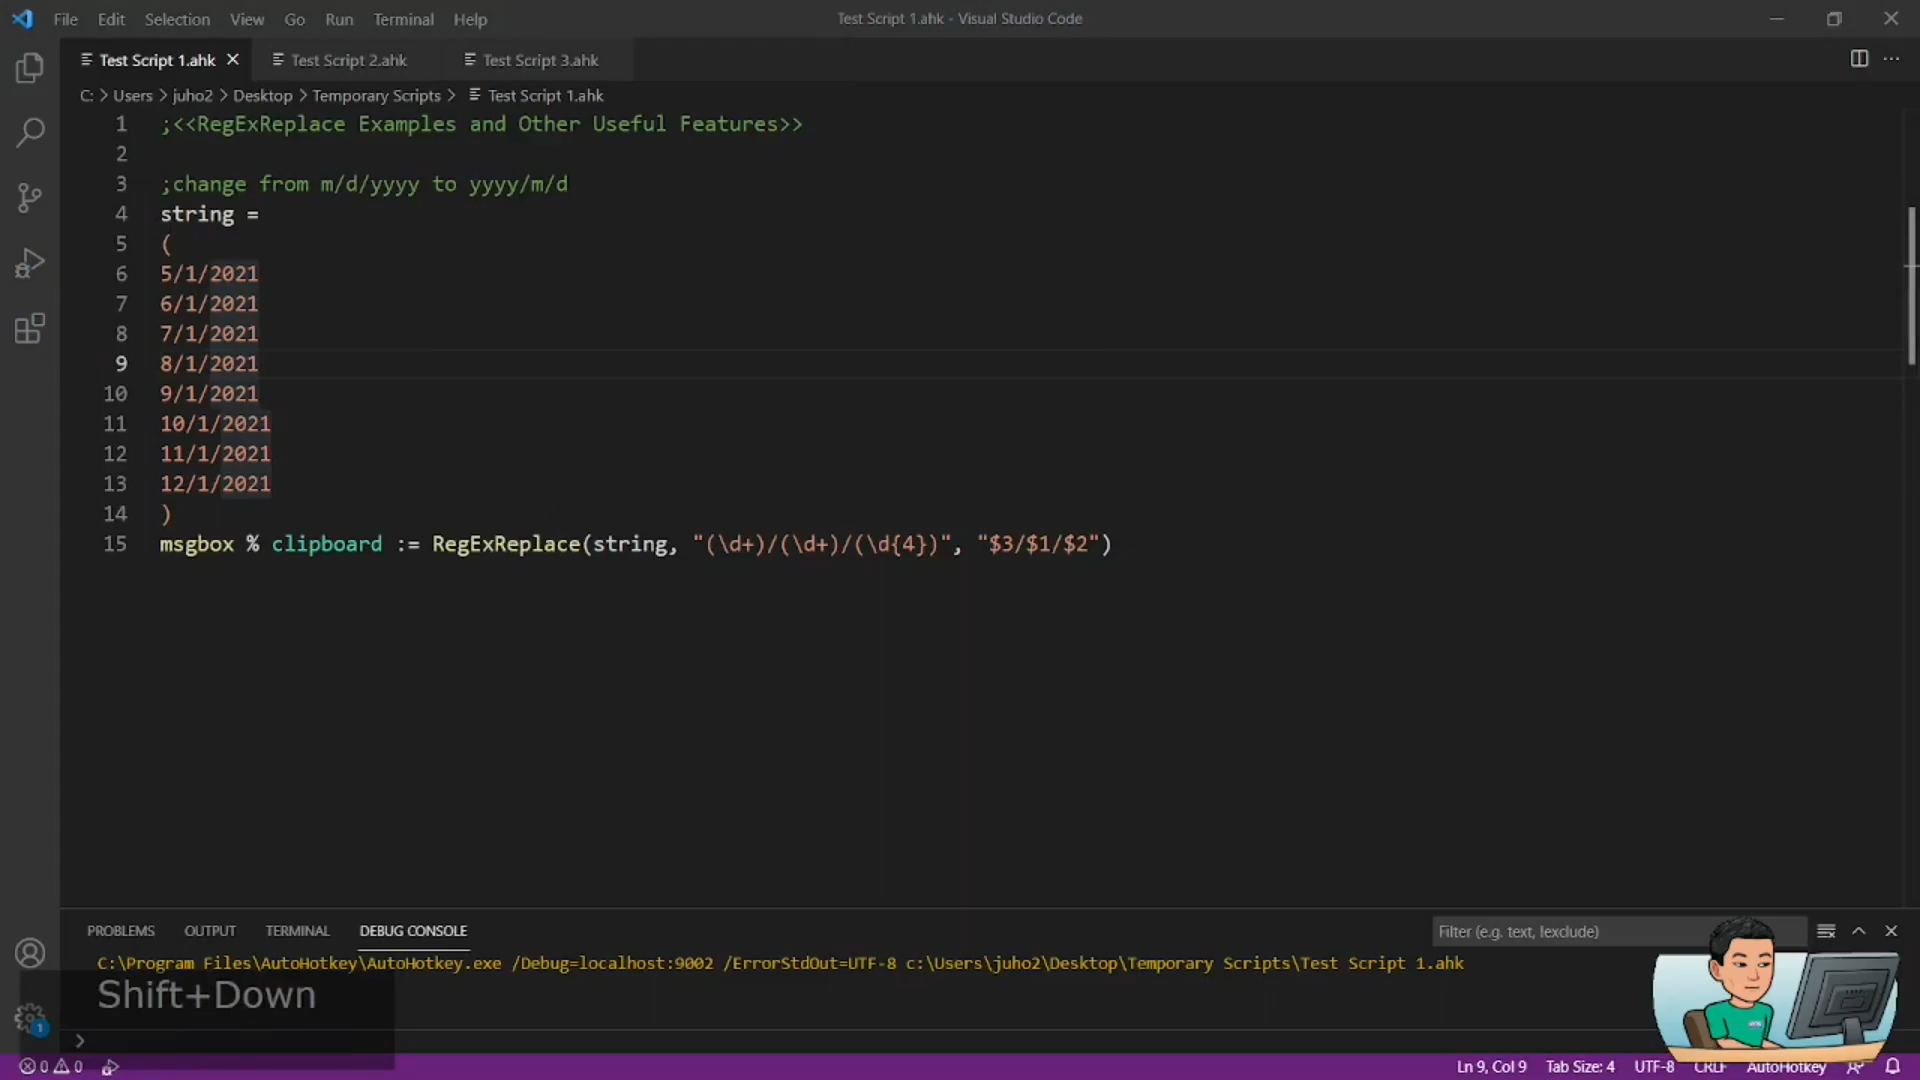 File Edit Selection View Go Run Terminal Help
Test Script 1.ahk - Visual Studio Code
Test Script 1.ahk Test Script 2.ahk Test Script 3.ahk
C: > Users > juho2 > Desktop > Temporary Scripts > Test Script 1.ahk
1 ;<<RegExReplace Examples and Other Useful Features>>
2
3 ;change from m/d/yyyy to yyyy/m/d
4 string =
5 (
6 5/1/2021
7 6/1/2021
8 7/1/2021
9 8/1/2021
10 9/1/2021
11 10/1/2021
12 11/1/2021
13 12/1/2021
14 )
15 msgbox % clipboard := RegExReplace(string, "(\d+)/(\d+)/(\d{4})", "$3/$1/$2")
PROBLEMS OUTPUT TERMINAL DEBUG CONSOLE
Filter (e.g. text, !exclude)
C:\Program Files\AutoHotkey\AutoHotkey.exe /Debug=localhost:9002 /ErrorStdOut=UTF-8 c:\Users\juho2\Desktop\Temporary Scripts\Test Script 1.ahk
Shift+Down
1
>
0 0
Ln 9, Col 9 Tab Size: 4 UTF-8 CRLF AutoHotkey